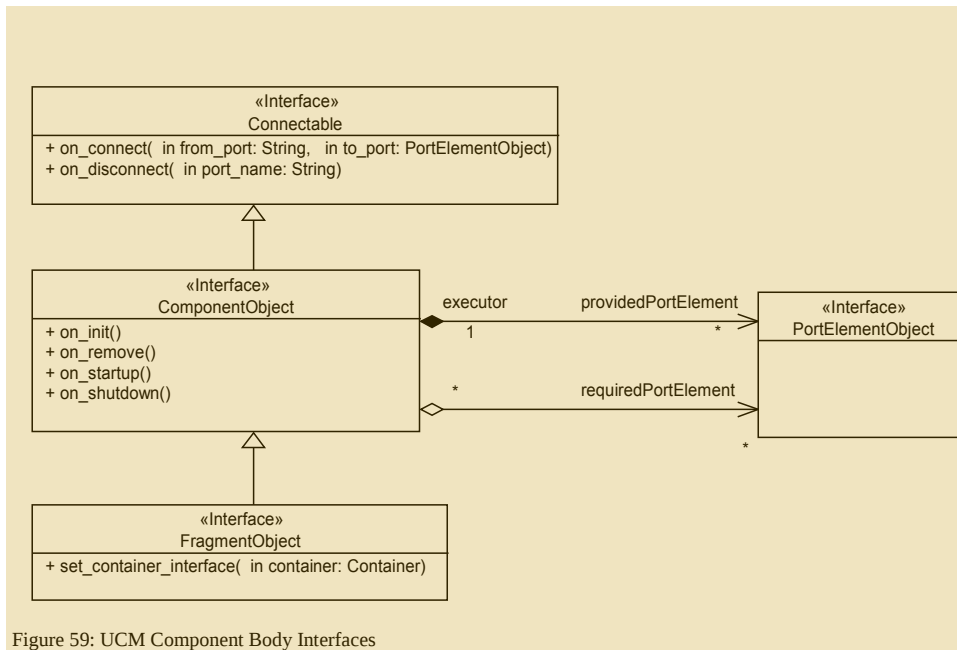 «Interface»
Connectable
+ on_connect( in from_port: String, in to_port: PortElementObject)
+ on_disconnect( in port_name: String)
«Interface»
ComponentObject
+ on_init()
+ on_remove()
+ on_startup()
+ on_shutdown()
executor
1
providedPortElement
*
*
requiredPortElement
*
«Interface»
PortElementObject
«Interface»
FragmentObject
+ set_container_interface( in container: Container)
Figure 59: UCM Component Body Interfaces